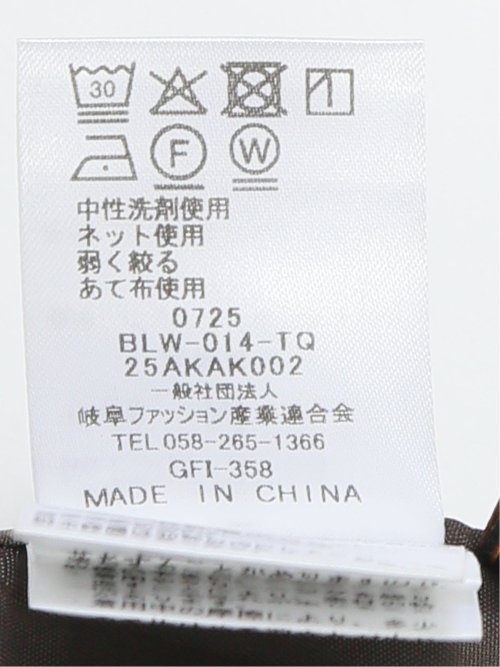 30
F W
中性洗剤使用
ネット使用
弱く絞る
あて布使用
0725
BLW-014-TQ
25AKAK002
一般社団法人
岐阜ファッション産業連合会
TEL 058-265-1366
GFI-358
MADE IN CHINA